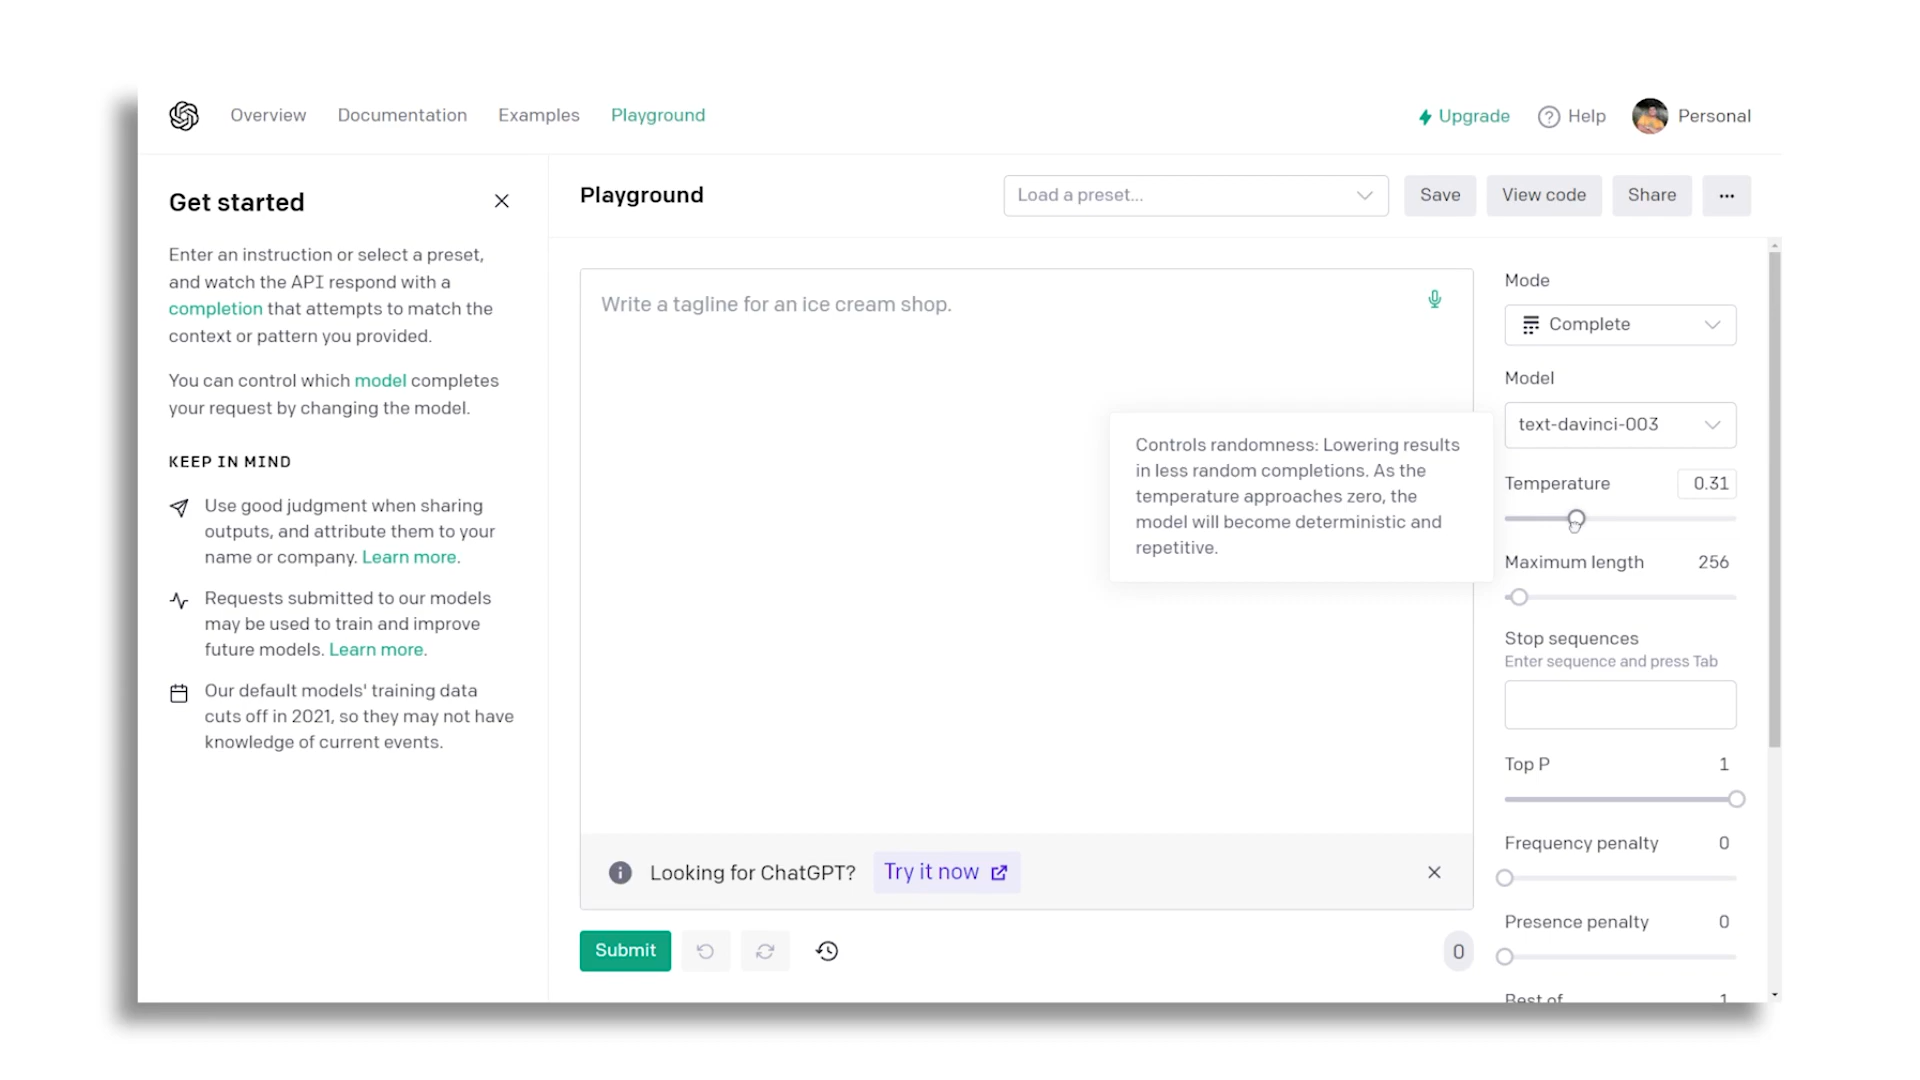 Overview Documentation Examples Playground
Upgrade Help Personal
Get started
Enter an instruction or select a preset,
and watch the API respond with a
completion that attempts to match the
context or pattern you provided.
You can control which model completes
your request by changing the model.
KEEP IN MIND
Use good judgment when sharing
outputs, and attribute them to your
name or company. Learn more.
Requests submitted to our models
may be used to train and improve
future models. Learn more.
Our default models' training data
cuts off in 2021, so they may not have
knowledge of current events.
Playground
Load a preset...
Save
View code
Share
...
Write a tagline for an ice cream shop.
Controls randomness: Lowering results
in less random completions. As the
temperature approaches zero, the
model will become deterministic and
repetitive.
Looking for ChatGPT? Try it now
Submit
0
Mode
Complete
Model
text-davinci-003
Temperature 0.31
Maximum length 256
Stop sequences
Enter sequence and press Tab
Top P 1
Frequency penalty 0
Presence penalty 0
Best of 1